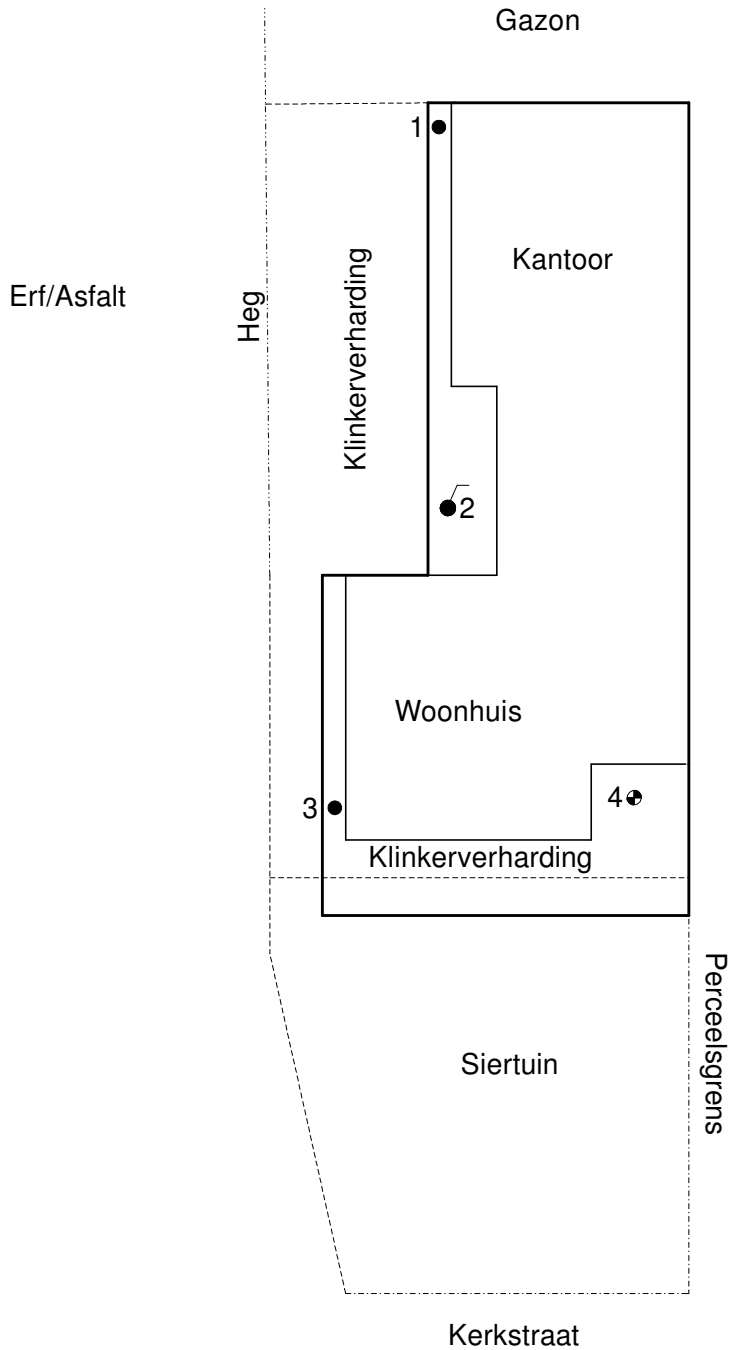 Gazon
1
Kantoor
Klinkerverharding
Erf/Asfalt
Heg
2
Woonhuis
3
4
Klinkerverharding
Perceelsgrens
Siertuin
Kerkstraat